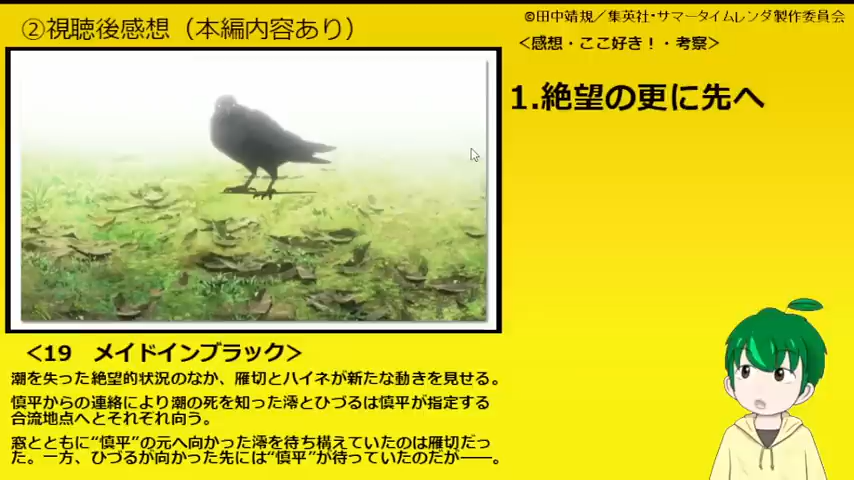 ②視聴後感想（本編内容あり）
©田中靖規／集英社・サマータイムレンダ製作委員会
＜感想・ここ好き！・考察＞
1.絶望の更に先へ
＜19　メイドインブラック＞
潮を失った絶望的状況のなか、雁切とハイネが新たな動きを見せる。
慎平からの連絡により潮の死を知った澪とひづるは慎平が指定する
合流地点へとそれぞれ向う。
窓とともに“慎平”の元へ向かった澪を待ち構えていたのは雁切だっ
た。一方、ひづるが向かった先には“慎平”が待っていたのだが――。